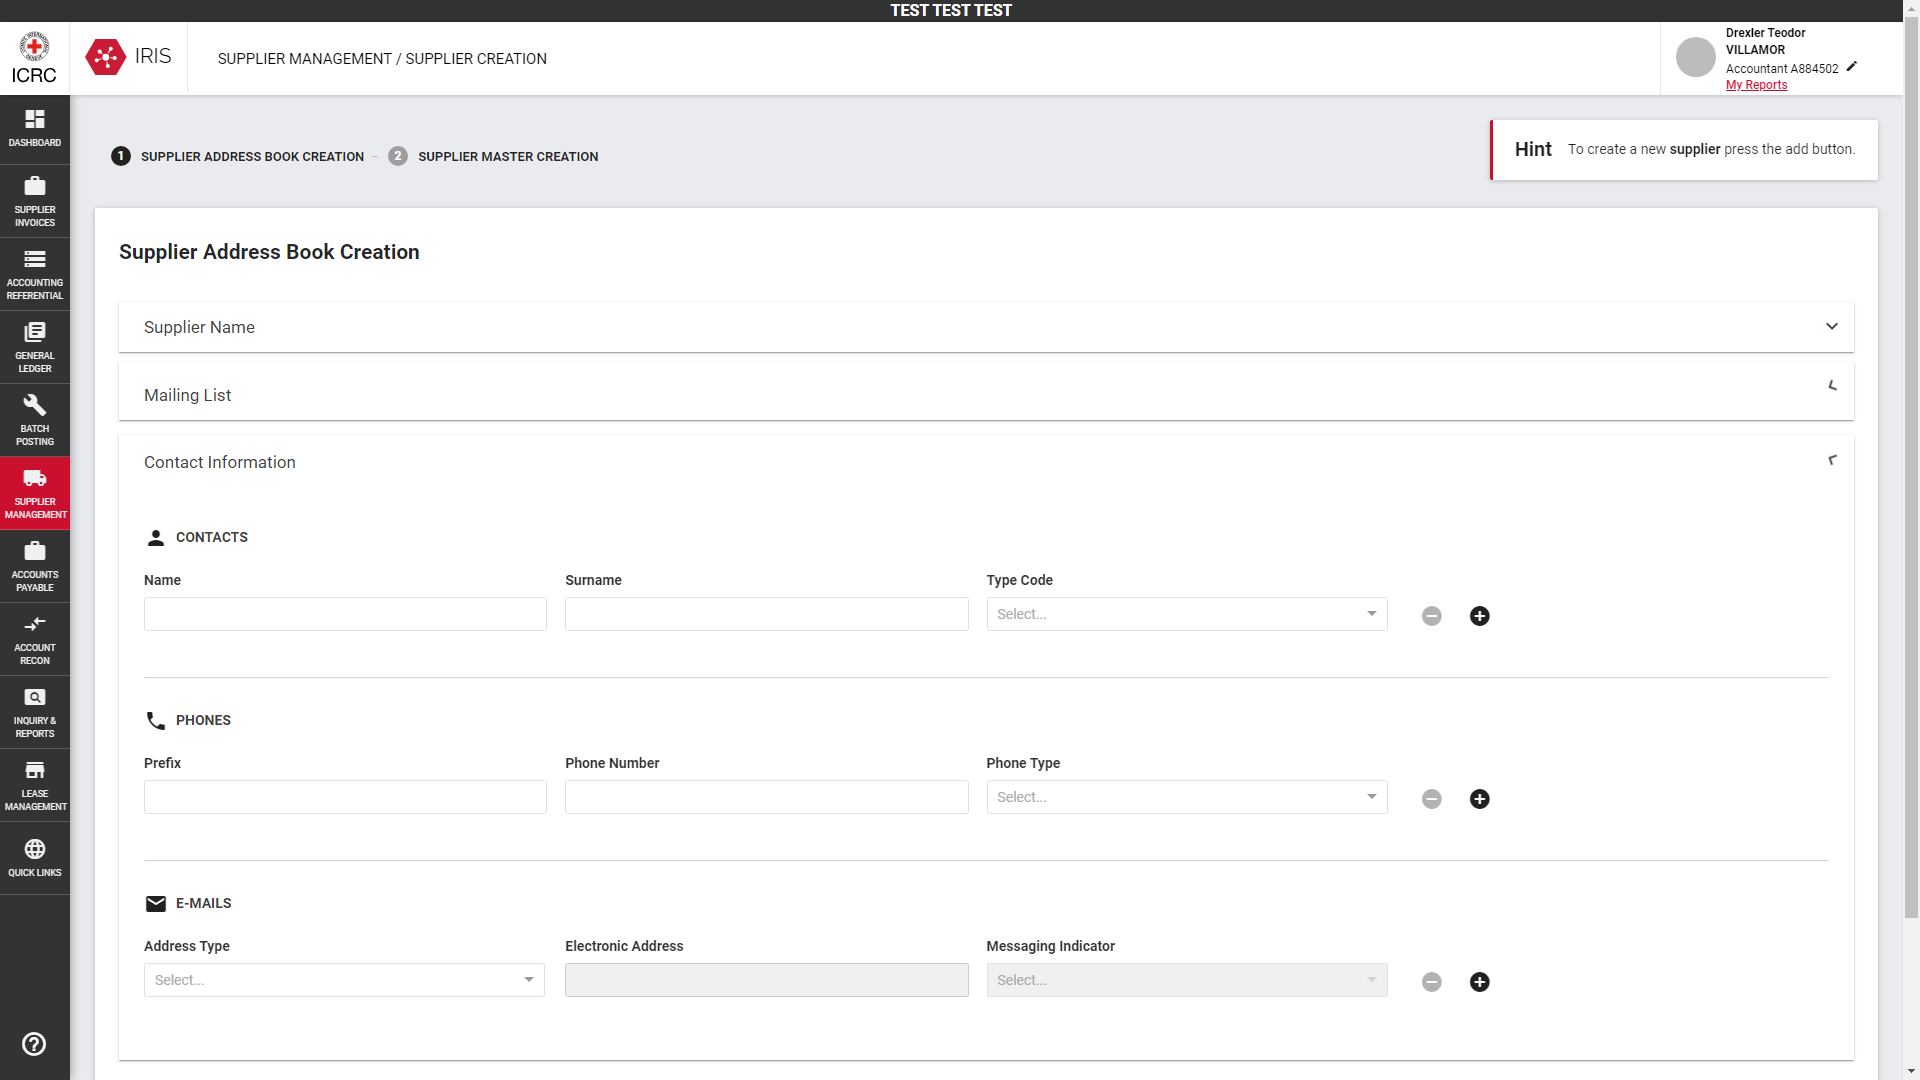 TEST TEST TEST
ICRC
IRIS
SUPPLIER MANAGEMENT / SUPPLIER CREATION
Drexler Teodor
VILLAMOR
Accountant A884502
My Reports
DASHBOARD
SUPPLIER
INVOICES
ACCOUNTING
REFERENTIAL
GENERAL
LEDGER
BATCH
POSTING
SUPPLIER
MANAGEMENT
ACCOUNTS
PAYABLE
ACCOUNT
RECON
INQUIRY &
REPORTS
LEASE
MANAGEMENT
QUICK LINKS
1 SUPPLIER ADDRESS BOOK CREATION – 2 SUPPLIER MASTER CREATION
Hint To create a new supplier press the add button.
Supplier Address Book Creation
Supplier Name
Mailing List
Contact Information
CONTACTS
Name Surname Type Code
Select...
PHONES
Prefix Phone Number Phone Type
Select...
E-MAILS
Address Type Electronic Address Messaging Indicator
Select... Select...